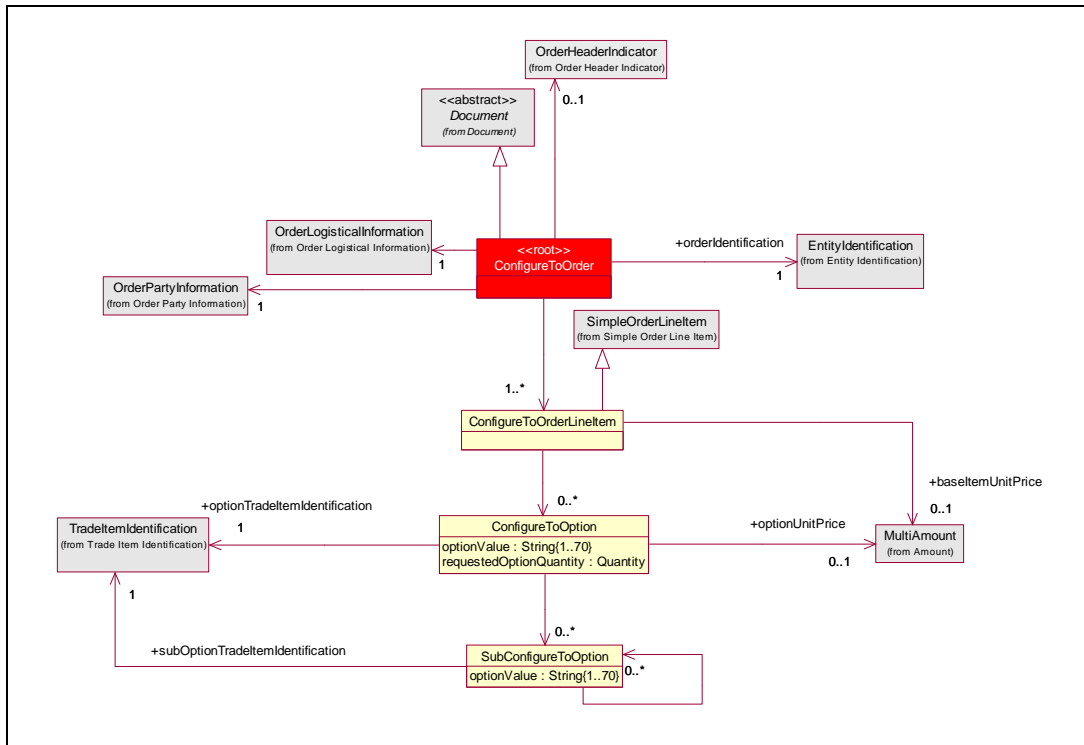 OrderHeaderIndicator
(from Order Header Indicator)
0..1
<<abstract>>
Document
(from Document)
OrderLogisticalInformation
(from Order Logistical Information)
1
<<root>>
ConfigureToOrder
+orderIdentification
EntityIdentification
(from Entity Identification)
1
OrderPartyInformation
(from Order Party Information)
1
SimpleOrderLineItem
(from Simple Order Line Item)
1..*
ConfigureToOrderLineItem
+baseItemUnitPrice
0..1
0..*
+optionTradeItemIdentification
1
TradeItemIdentification
(from Trade Item Identification)
1
ConfigureToOption
optionValue : String{1..70}
requestedOptionQuantity : Quantity
+optionUnitPrice
0..1
MultiAmount
(from Amount)
0..*
+subOptionTradeItemIdentification
SubConfigureToOption
optionValue : String{1..70}
0..*